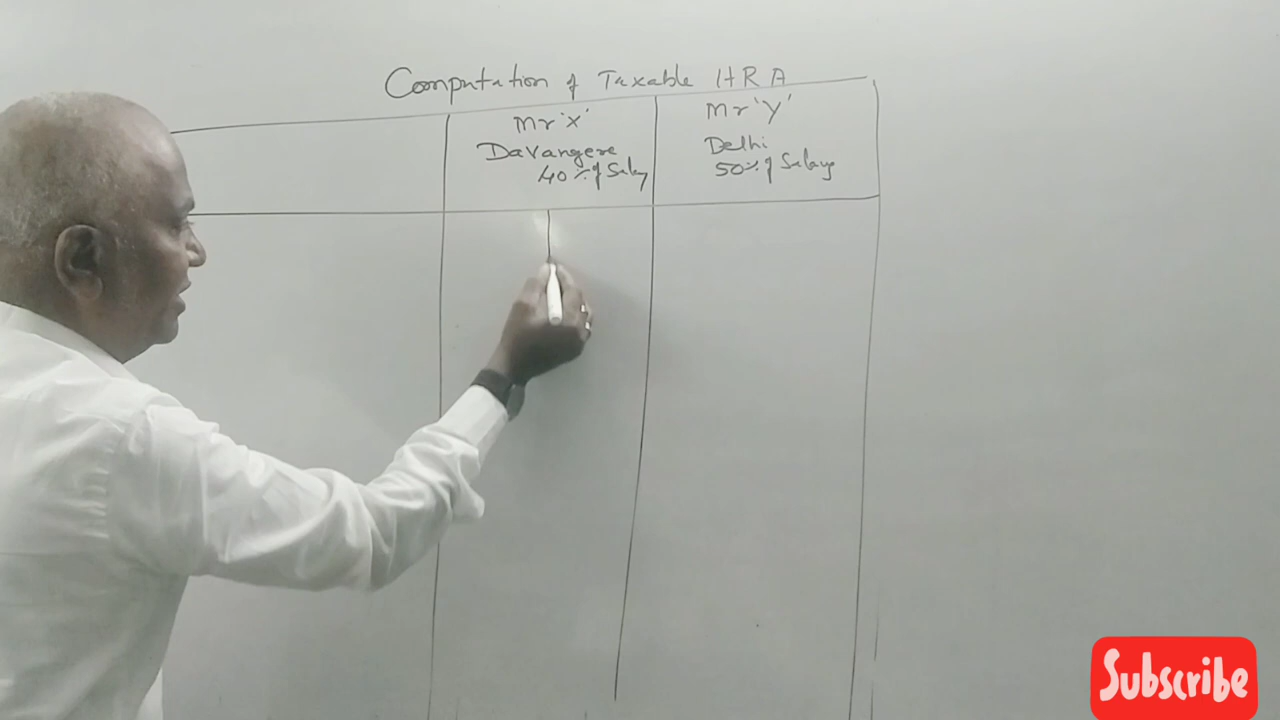 Computation of Taxable HRA
Mr 'X'
Davangere
40% of Salary
Mr 'Y'
Delhi
50% of Salary
Subscribe